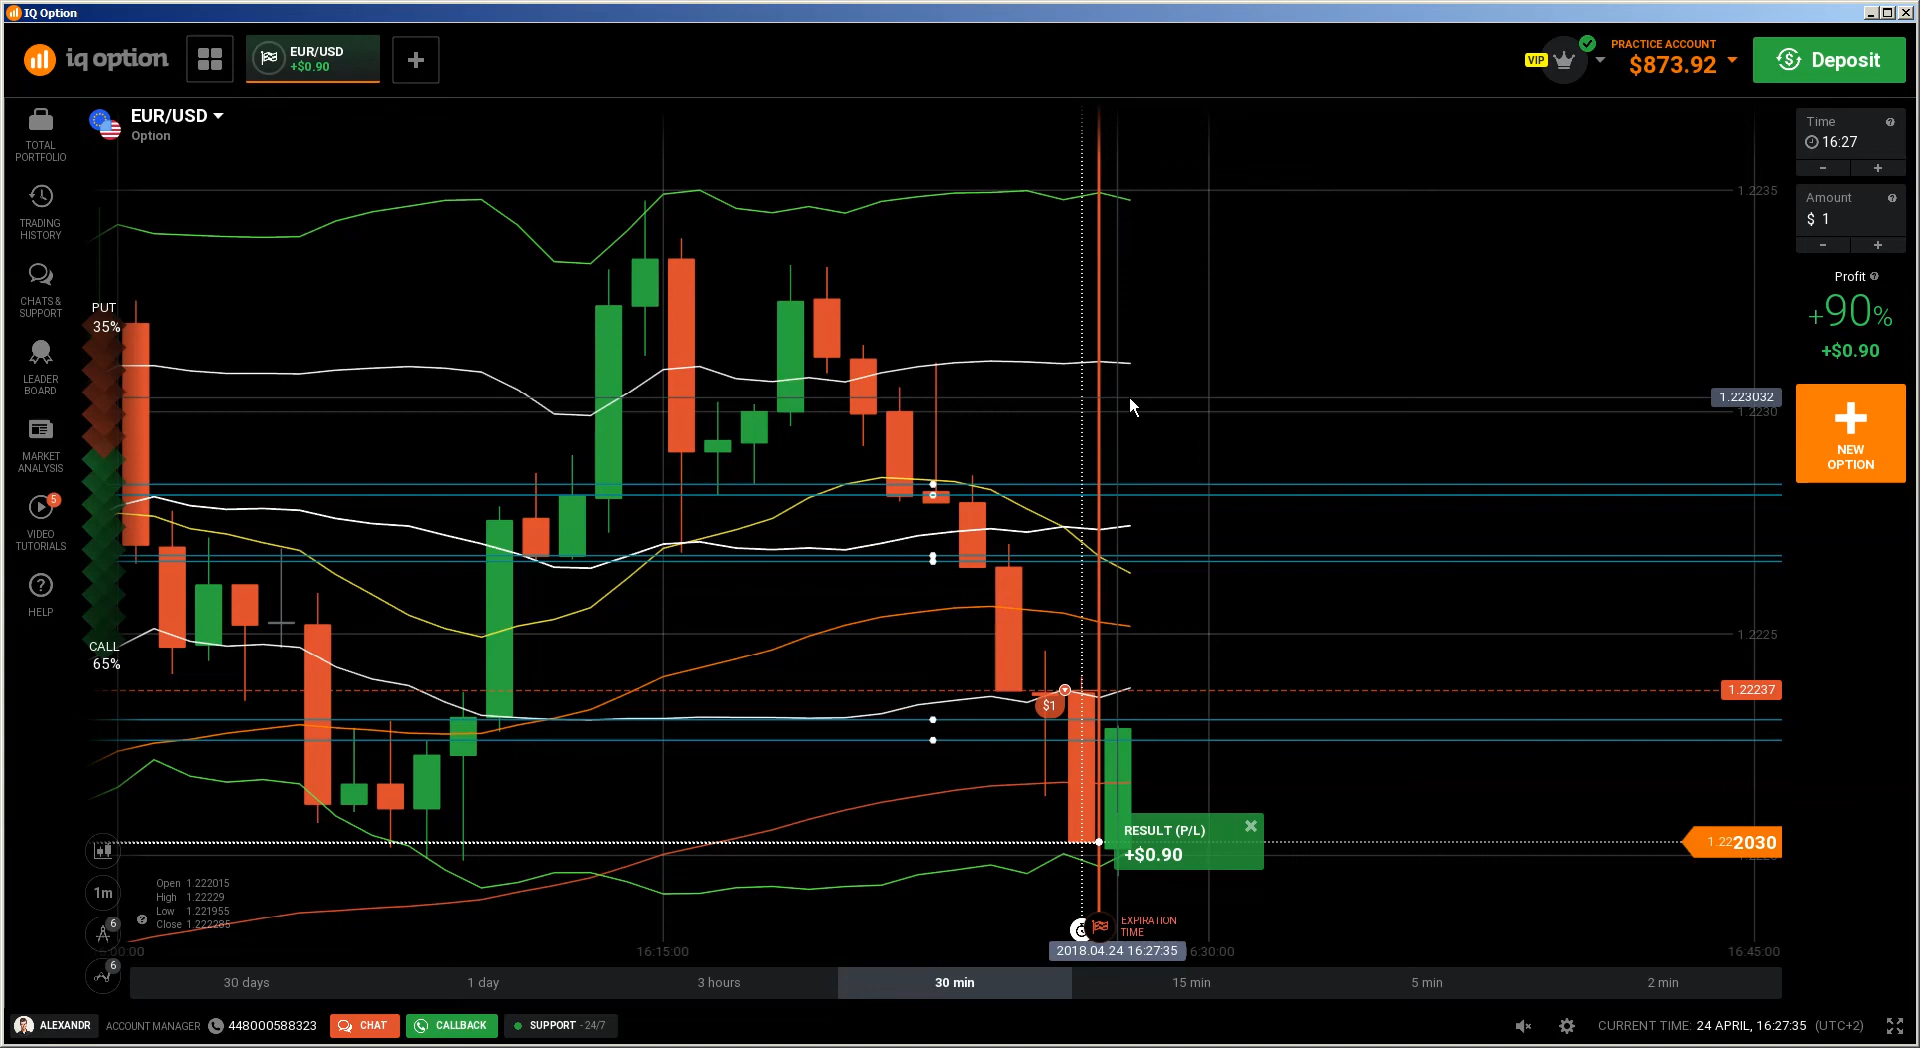 IQ Option
iq option
EUR/USD
+$0.90
VIP
PRACTICE ACCOUNT
$873.92
Deposit
EUR/USD
Option
TOTAL
PORTFOLIO
TRADING
HISTORY
CHATS &
SUPPORT
LEADER
BOARD
MARKET
ANALYSIS
5
VIDEO
TUTORIALS
HELP
PUT
35%
CALL
65%
Time
16:27
Amount
$ 1
Profit
+90%
+$0.90
NEW
OPTION
1.2235
1.223032
1.2230
1.2225
1.22237
1.222030
$1
RESULT (P/L)
+$0.90
EXPIRATION
TIME
1m
6
6
Open 1.222015
High 1.22229
Low 1.221955
Close 1.222285
16:15:00
2018.04.24 16:27:35
6:30:00
16:45:00
30 days
1 day
3 hours
30 min
15 min
5 min
2 min
ALEXANDR
ACCOUNT MANAGER
448000588323
CHAT
CALLBACK
SUPPORT - 24/7
CURRENT TIME: 24 APRIL, 16:27:35 (UTC+2)